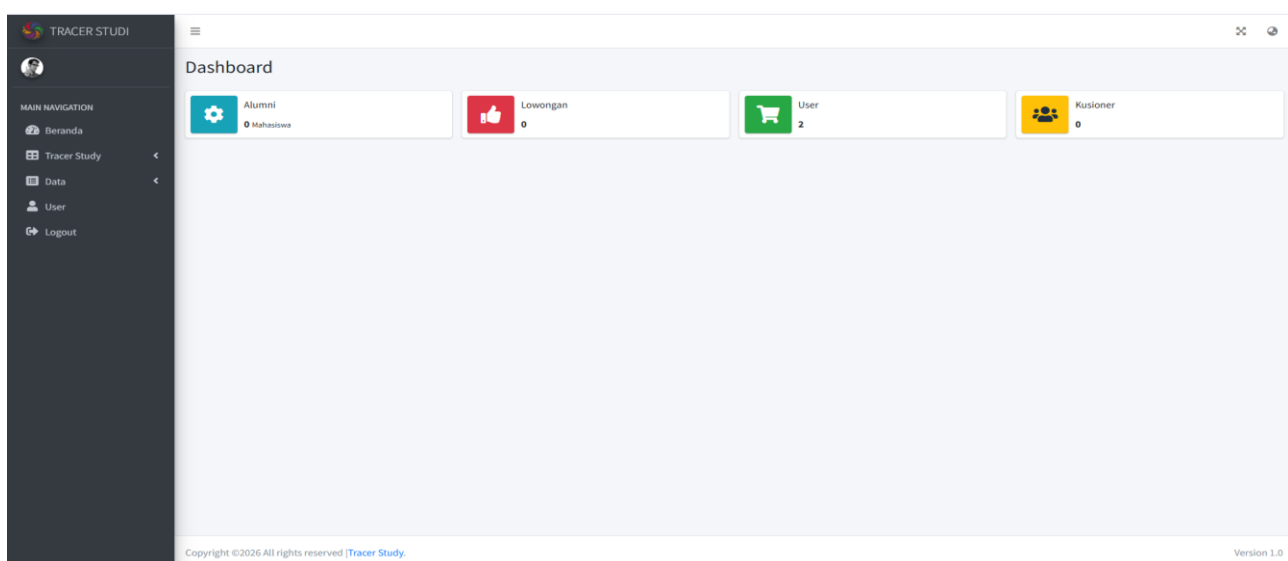 TRACER STUDI
MAIN NAVIGATION
Beranda
Tracer Study
Data
User
Logout
Dashboard
Alumni
0 Mahasiswa
Lowongan
0
User
2
Kusioner
0
Copyright ©2026 All rights reserved |Tracer Study.
Version 1.0